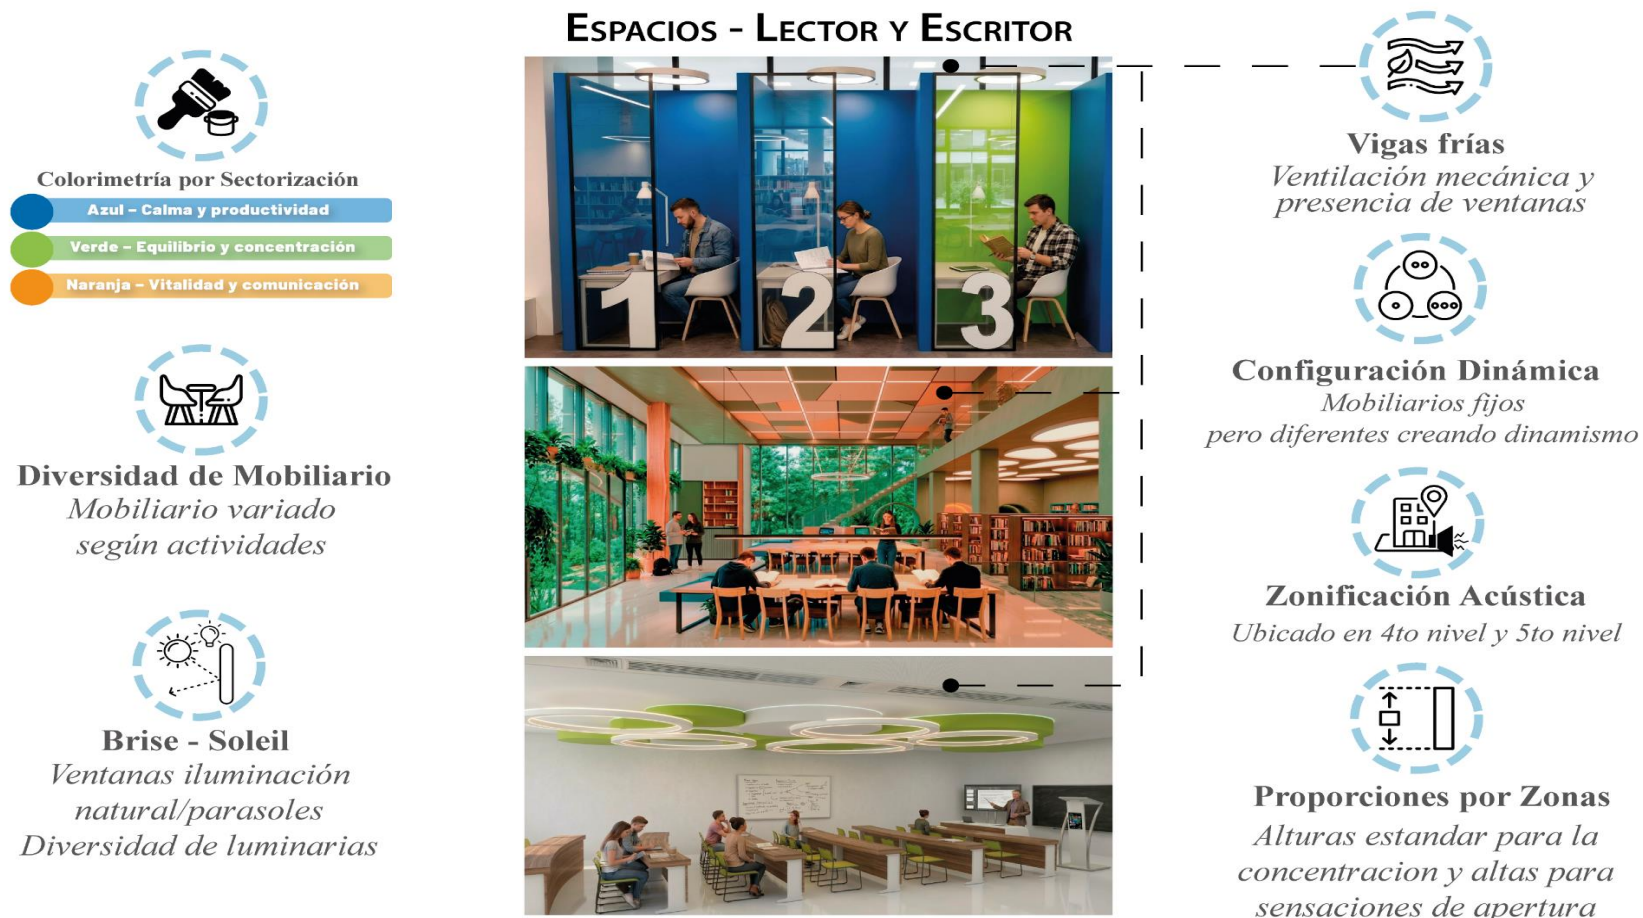 ESPACIOS - LECTOR Y ESCRITOR
Colorimetría por Sectorización
Azul – Calma y productividad
Verde – Equilibrio y concentración
Naranja – Vitalidad y comunicación
Diversidad de Mobiliario
Mobiliario variado
según actividades
Brise - Soleil
Ventanas iluminación
natural/parasoles
Diversidad de luminarias
1
2
3
Vigas frías
Ventilación mecánica y
presencia de ventanas
Configuración Dinámica
Mobiliarios fijos
pero diferentes creando dinamismo
Zonificación Acústica
Ubicado en 4to nivel y 5to nivel
Proporciones por Zonas
Alturas estandar para la
concentracion y altas para
sensaciones de apertura